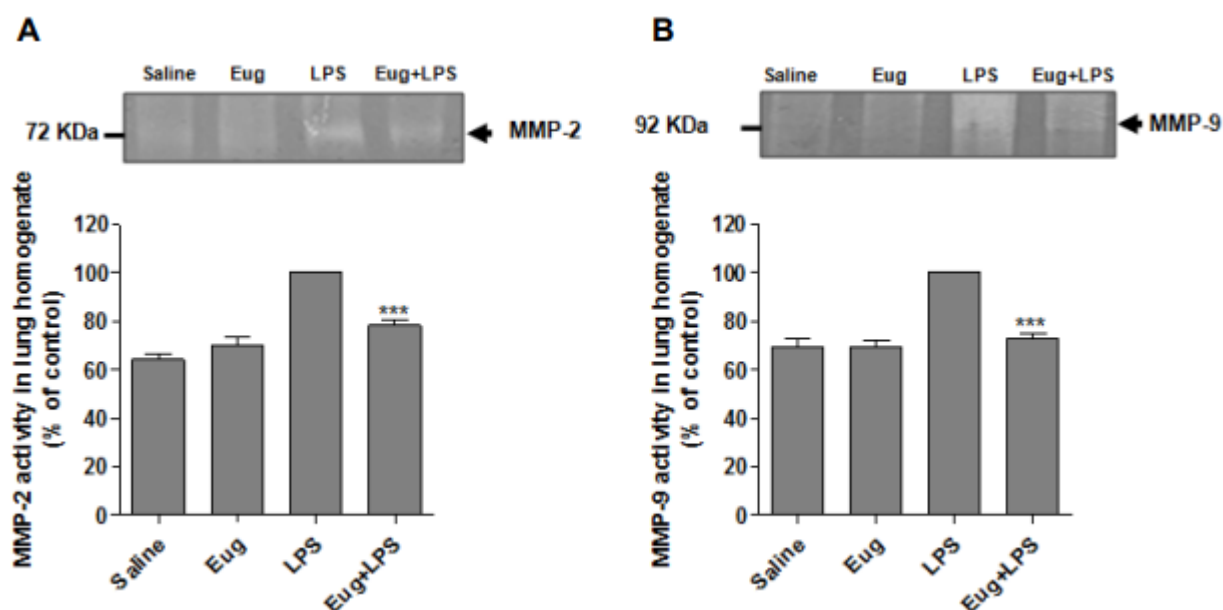 A
Saline Eug LPS Eug+LPS
72 KDa
MMP-2
MMP-2 activity in lung homogenate
(% of control)
120
100
80
60
40
20
0
***
Saline
Eug
LPS
Eug+LPS
B
Saline Eug LPS Eug+LPS
92 KDa
MMP-9
MMP-9 activity in lung homogenate
(% of control)
120
100
80
60
40
20
0
***
Saline
Eug
LPS
Eug+LPS